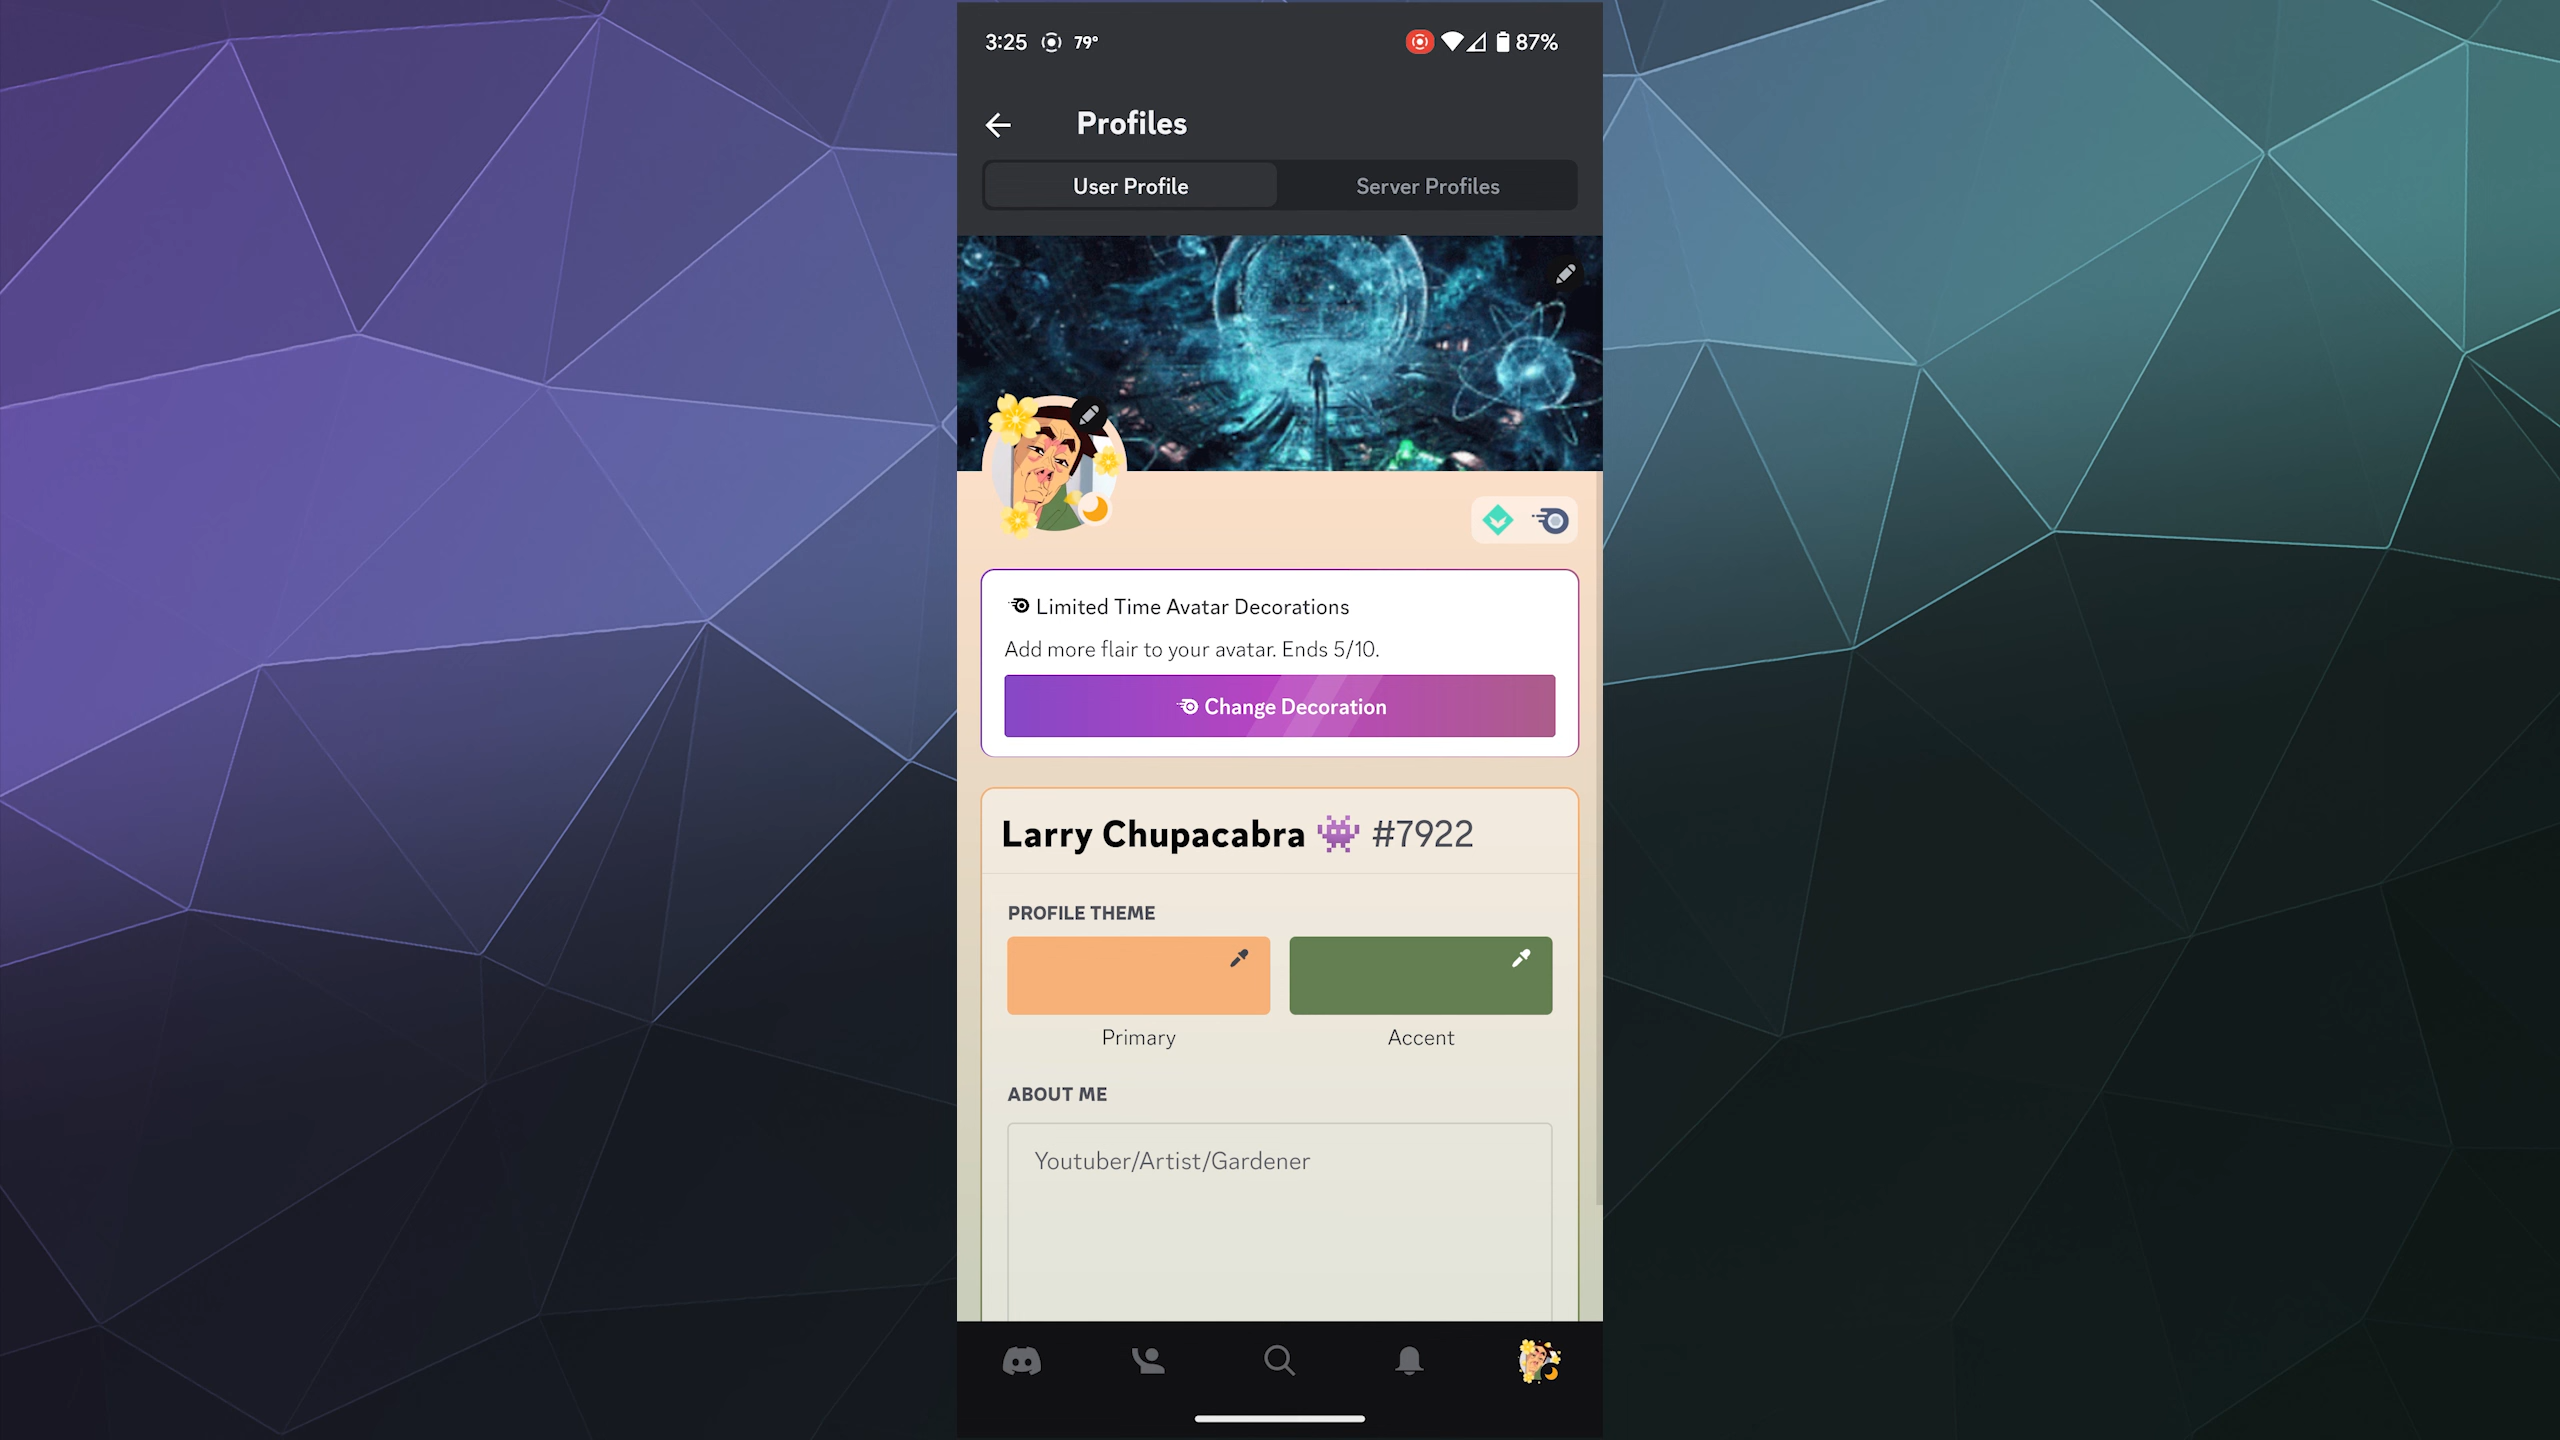 3:25 79° 87%
Profiles
User Profile Server Profiles
Limited Time Avatar Decorations
Add more flair to your avatar. Ends 5/10.
Change Decoration
Larry Chupacabra 👾 #7922
PROFILE THEME
Primary Accent
ABOUT ME
Youtuber/Artist/Gardener